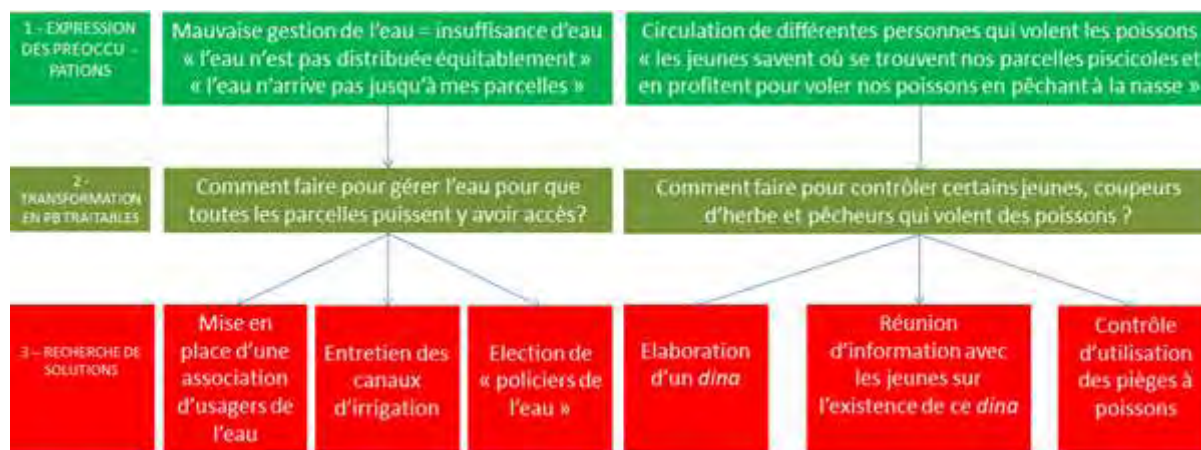 1 - EXPRESSION
DES PREOCCU -
PATIONS
Mauvaise gestion de l'eau = insuffisance d'eau
« l'eau n'est pas distribuée équitablement »
« l'eau n'arrive pas jusqu'à mes parcelles »
Circulation de différentes personnes qui volent les poissons
« les jeunes savent où se trouvent nos parcelles piscicoles et
en profitent pour voler nos poissons en pêchant à la nasse »
2 -
TRANSFORMATION
EN PB TRAITABLES
Comment faire pour gérer l'eau pour que
toutes les parcelles puissent y avoir accès?
Comment faire pour contrôler certains jeunes, coupeurs
d'herbe et pêcheurs qui volent des poissons ?
3 – RECHERCHE DE
SOLUTIONS
Mise en
place d'une
association
d'usagers de
l'eau
Entretien des
canaux
d'irrigation
Election de
« policiers de
l'eau »
Elaboration
d'un dina
Réunion
d'information avec
les jeunes sur
l'existence de ce dina
Contrôle
d'utilisation
des pièges à
poissons